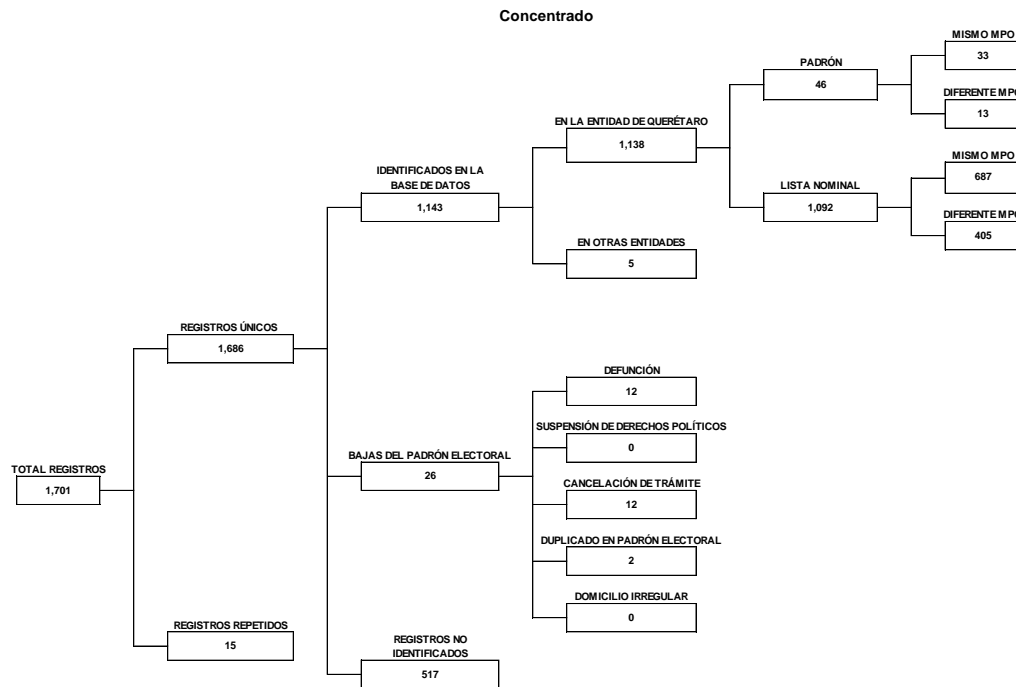 Concentrado
MISMO MPO
33
PADRÓN
46
DIFERENTE MPO
13
EN LA ENTIDAD DE QUERÉTARO
1,138
MISMO MPO
687
IDENTIFICADOS EN LA
BASE DE DATOS
1,143
LISTA NOMINAL
1,092
DIFERENTE MPO
405
EN OTRAS ENTIDADES
5
REGISTROS ÚNICOS
1,686
DEFUNCIÓN
12
SUSPENSIÓN DE DERECHOS POLÍTICOS
0
BAJAS DEL PADRÓN ELECTORAL
26
TOTAL REGISTROS
1,701
CANCELACIÓN DE TRÁMITE
12
DUPLICADO EN PADRÓN ELECTORAL
2
DOMICILIO IRREGULAR
0
REGISTROS REPETIDOS
15
REGISTROS NO
IDENTIFICADOS
517